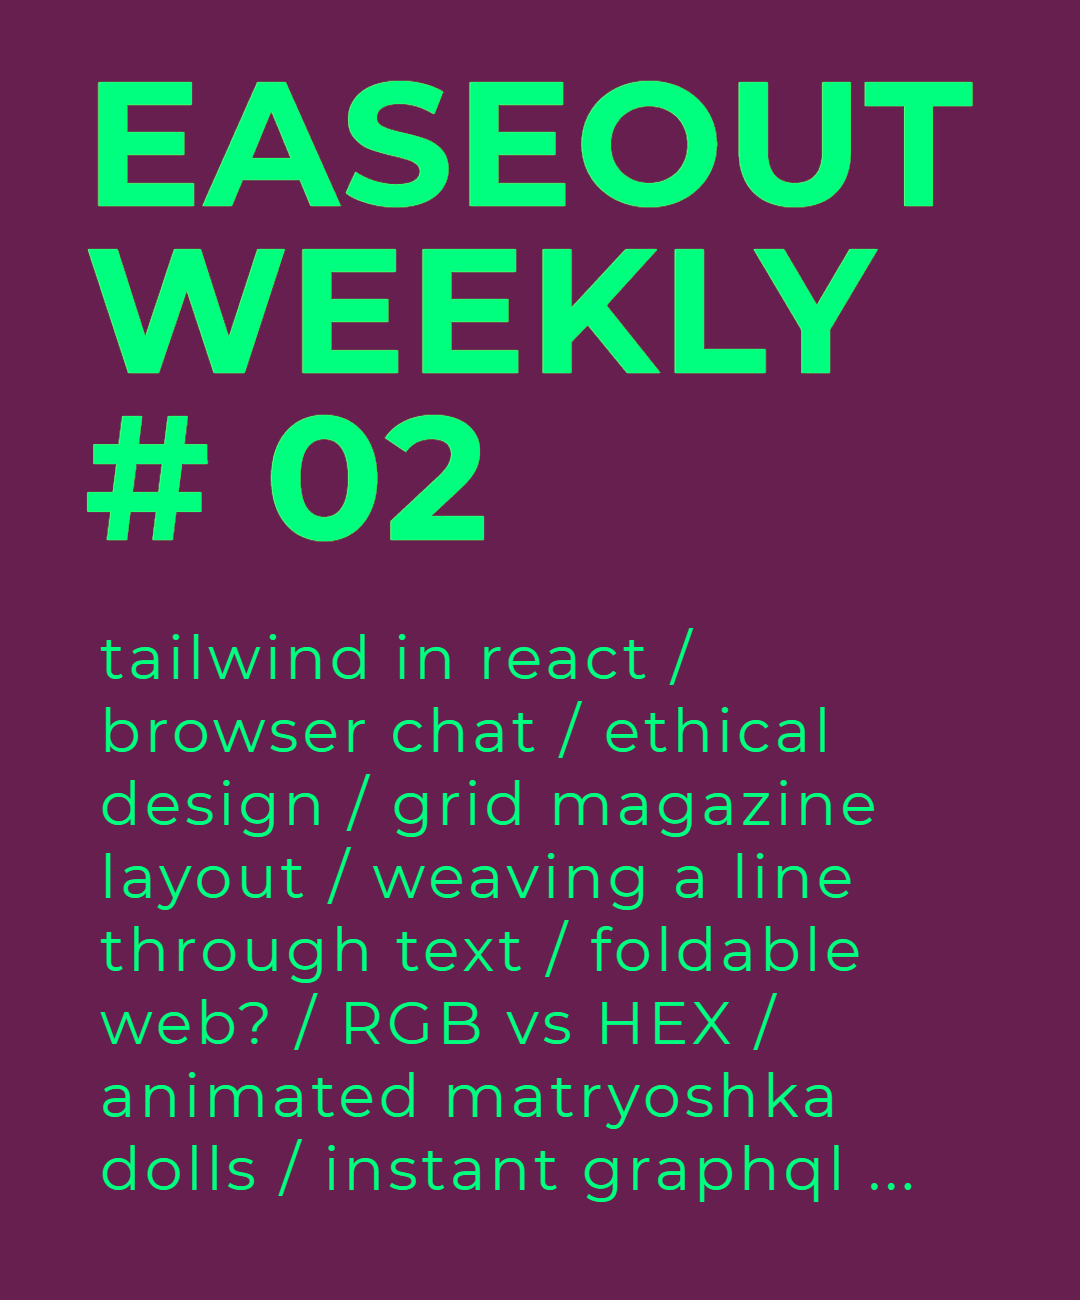 EASEOUT
WEEKLY
# 02
tailwind in react /
browser chat / ethical
design / grid magazine
layout / weaving a line
through text / foldable
web? / RGB vs HEX /
animated matryoshka
dolls / instant graphql ...